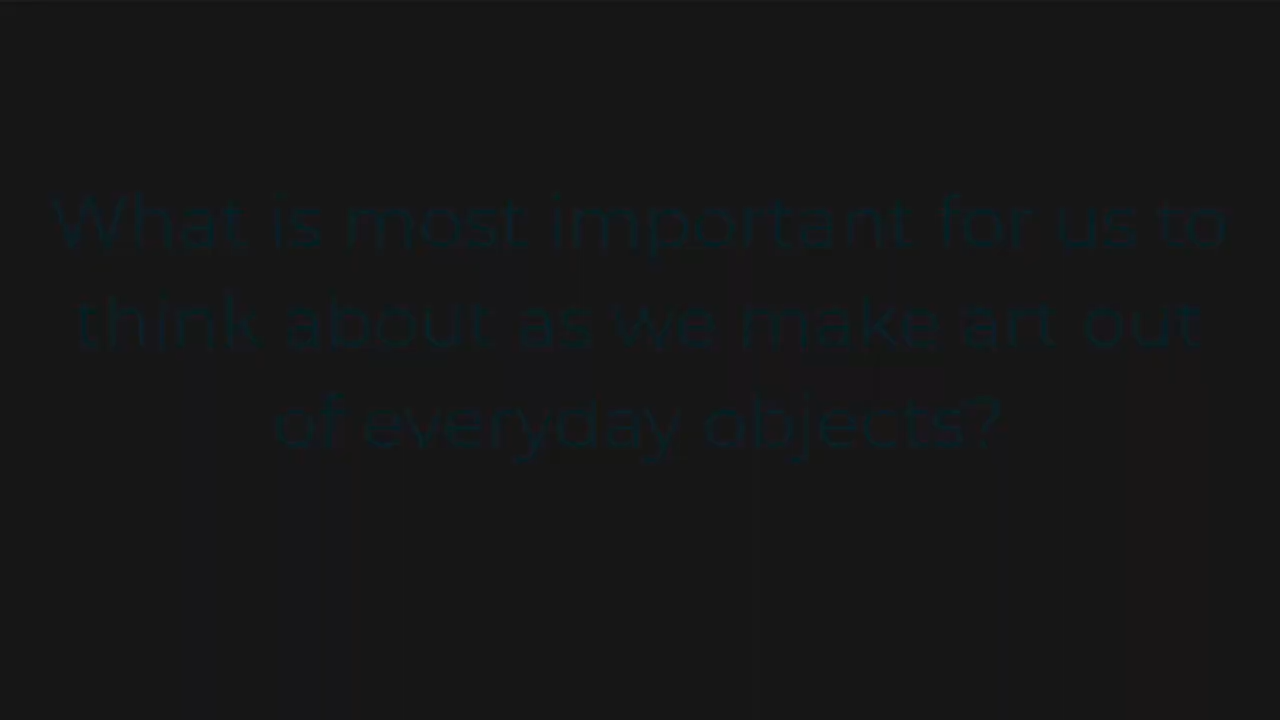 What is most important for us to
think about as we make art out
of everyday objects?